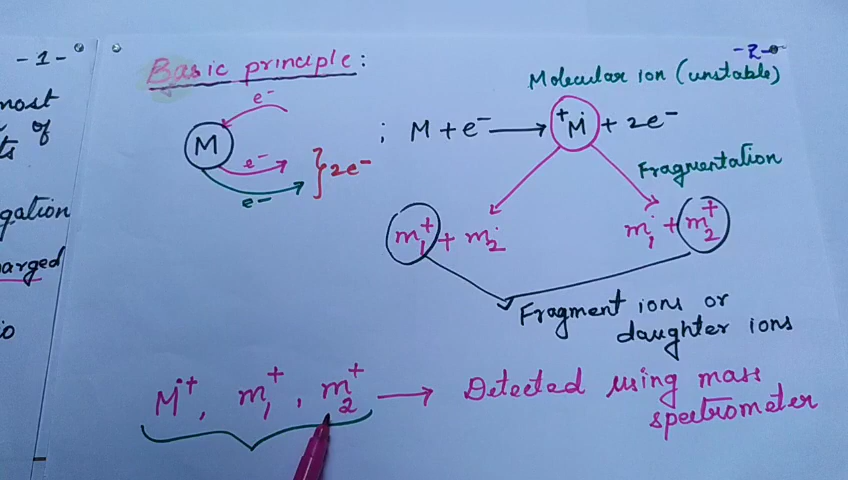 -1-
most
ts of
gation
arged
-2-
Basic principle:
Molecular ion (unstable)
e⁻
M
e⁻
e⁻
}2e⁻
; M + e⁻ → ⁺Ṁ + 2e⁻
Fragmentation
m₁⁺ + m₂˙
m₁˙ + m₂⁺
Fragment ions or
daughter ions
M˙⁺, m₁⁺, m₂⁺ → Detected using mass
spectrometer